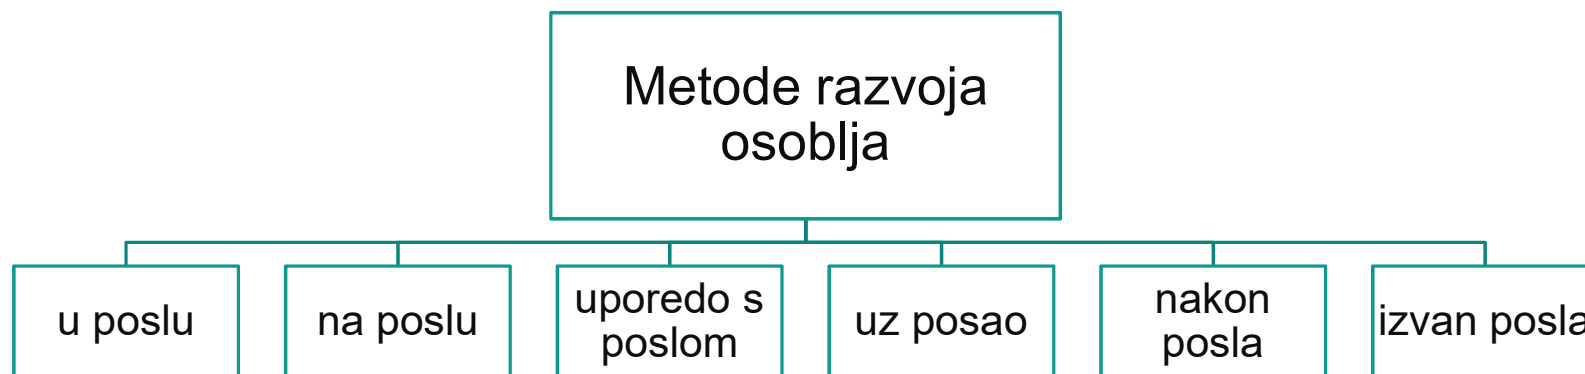 Metode razvoja
osoblja
u poslu
na poslu
uporedo s
poslom
uz posao
nakon
posla
izvan posla